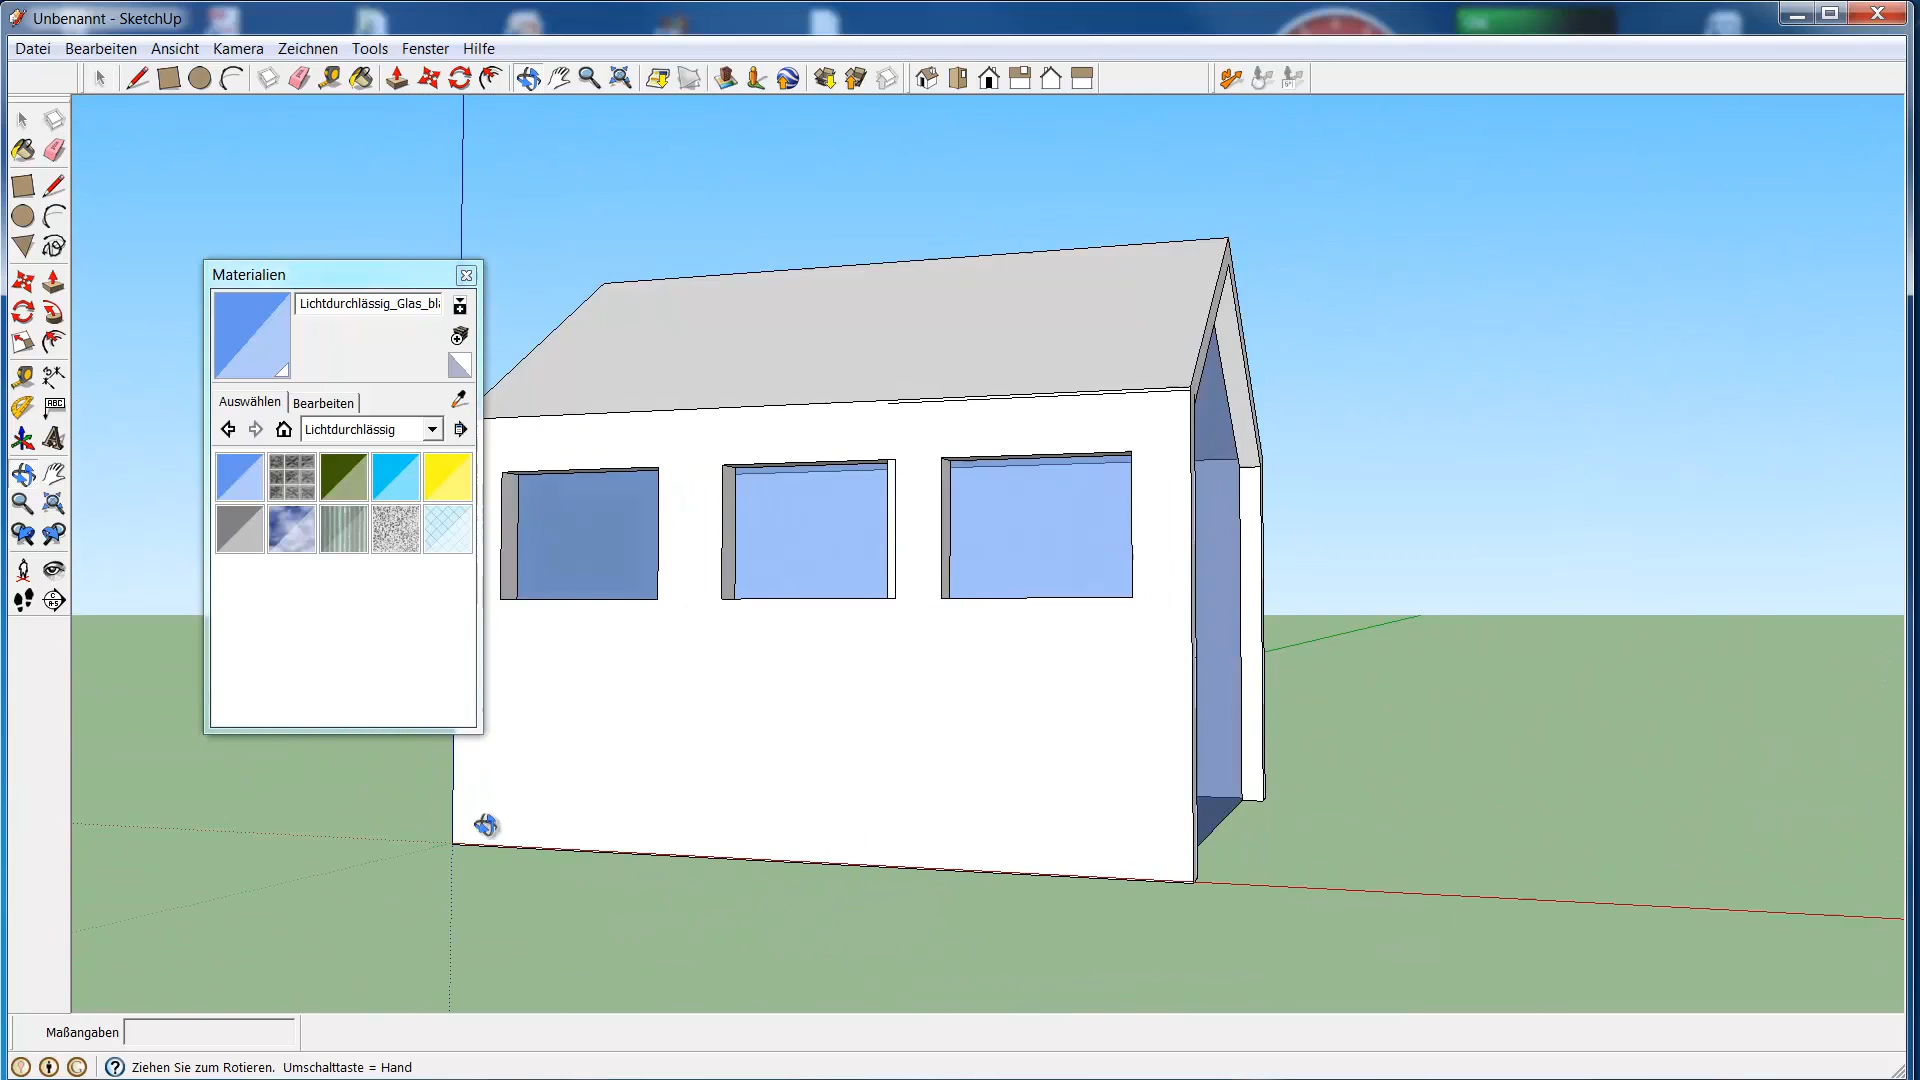 Unbenannt - SketchUp
Datei Bearbeiten Ansicht Kamera Zeichnen Tools Fenster Hilfe
Materialien
Lichtdurchlässig_Glas_bl
Auswählen Bearbeiten
Lichtdurchlässig
ABC
Maßangaben
Ziehen Sie zum Rotieren. Umschalttaste = Hand